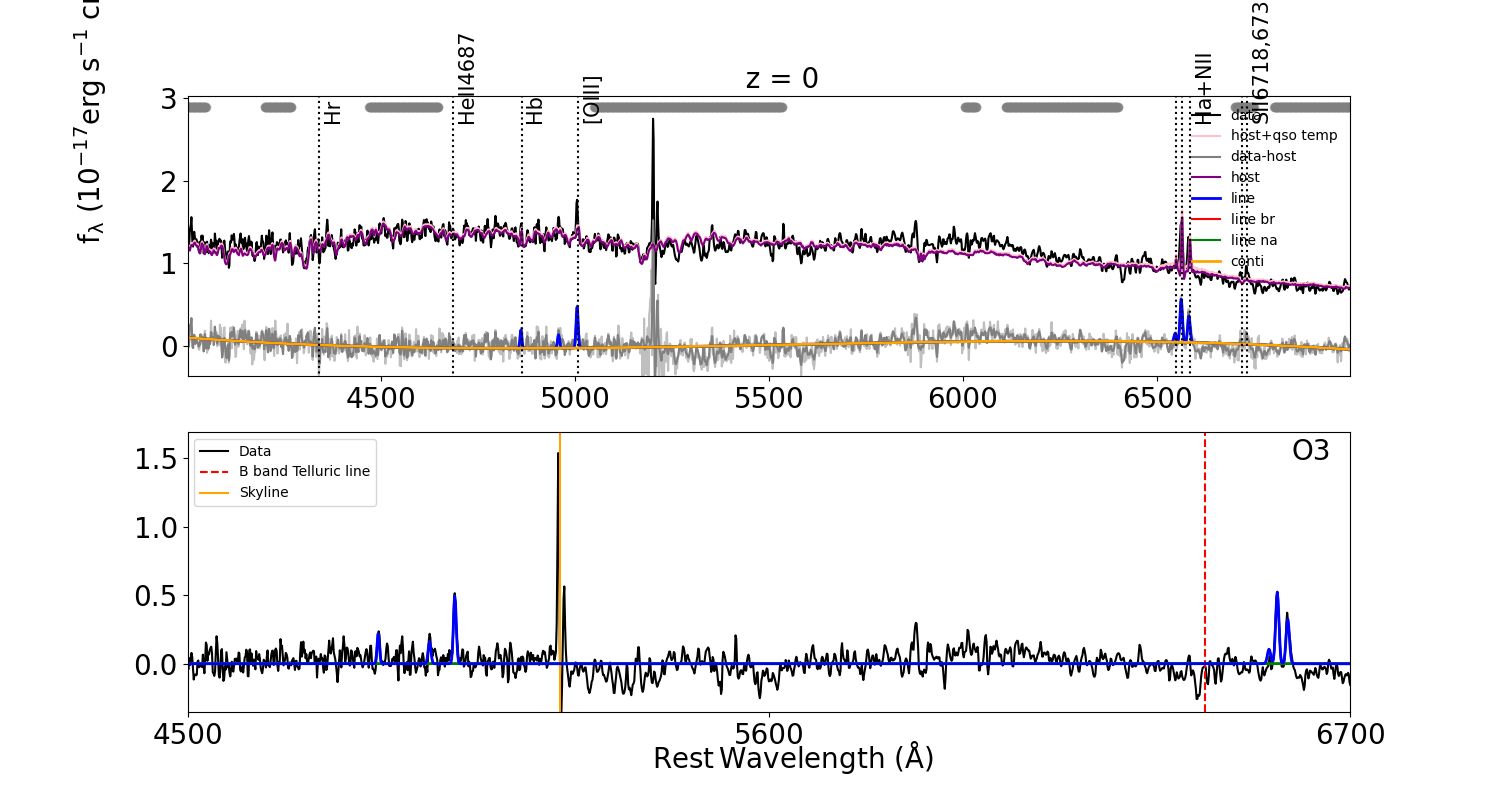 z = 0
f_λ (10^−17 erg s^−1 c
Hr
HeII4687
Hb
[OIII]
Ha+NII
SII6718,673
data
host+qso temp
data-host
host
line
line br
line na
conti
3
2
1
0
4500 5000 5500 6000 6500
O3
Data
B band Telluric line
Skyline
1.5
1.0
0.5
0.0
4500 5600 6700
Rest Wavelength (Å)